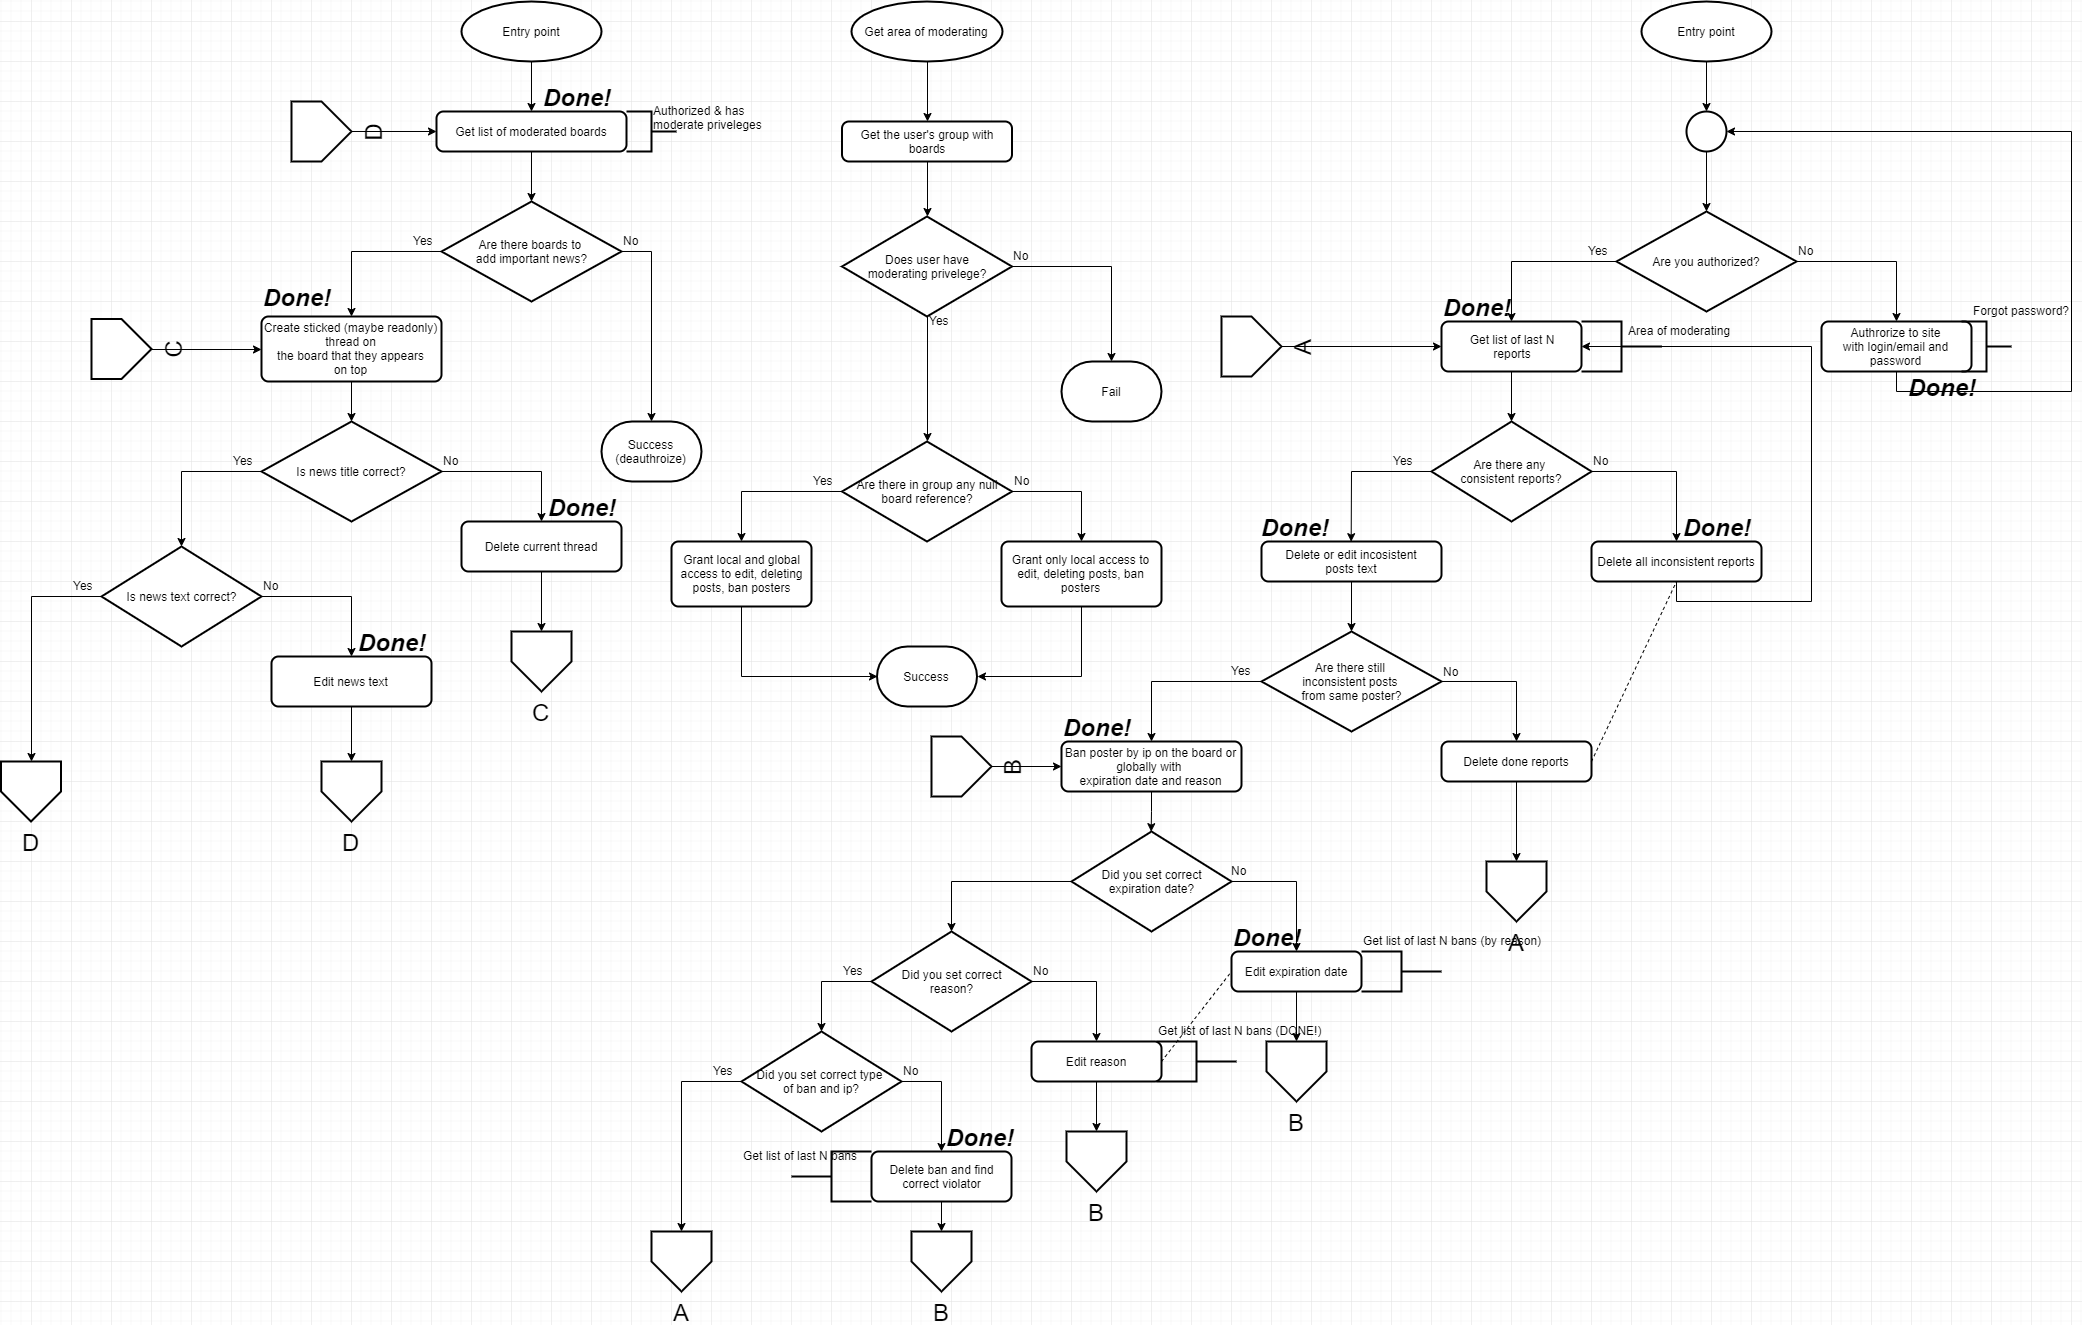 Entry point
Get area of moderating
Entry point
Done!
Authorized & has
moderate priveleges
D
Get list of moderated boards
Get the user's group with
boards
Are there boards to
add important news?
Yes
No
Does user have
moderating privelege?
No
Yes
Are you authorized?
Yes
No
Done!
C
Create sticked (maybe readonly)
thread on
the board that they appears
on top
Fail
Success
(deauthroize)
Done!
A
Get list of last N
reports
Area of moderating
Forgot password?
Authrorize to site
with login/email and
password
Done!
Is news title correct?
Yes
No
Are there in group any null
board reference?
Yes
No
Are there any
consistent reports?
Yes
No
Done!
Delete current thread
Grant local and global
access to edit, deleting
posts, ban posters
Grant only local access to
edit, deleting posts, ban
posters
Done!
Delete or edit incosistent
posts text
Done!
Delete all inconsistent reports
Is news text correct?
Yes
No
Done!
Edit news text
C
Success
Are there still
inconsistent posts
from same poster?
Yes
No
D
D
Done!
B
Ban poster by ip on the board or
globally with
expiration date and reason
Delete done reports
Did you set correct
expiration date?
No
A
Done!
Edit expiration date
Get list of last N bans (by reason)
Did you set correct
reason?
Yes
No
Get list of last N bans (DONE!)
Edit reason
B
Did you set correct type
of ban and ip?
Yes
No
Done!
Get list of last N bans
Delete ban and find
correct violator
B
A
B